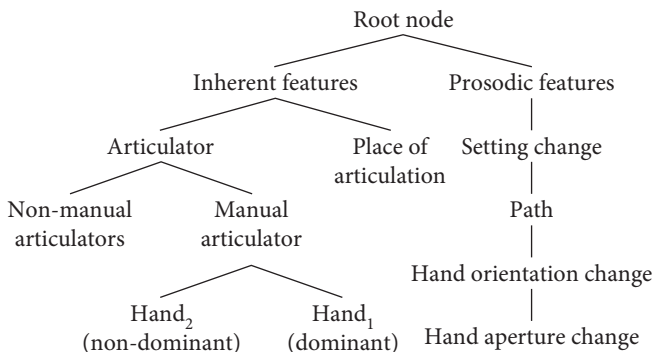 Root node
Inherent features Prosodic features
Articulator Place of articulation Setting change
Non-manual articulators Manual articulator Path
Hand orientation change
Hand₂ (non-dominant) Hand₁ (dominant) Hand aperture change